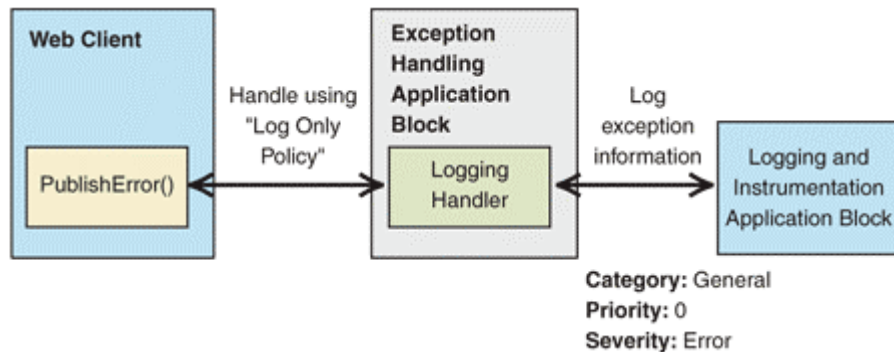 Web Client
PublishError()
Handle using
"Log Only
Policy"
Exception
Handling
Application
Block
Logging
Handler
Log
exception
information
Logging and
Instrumentation
Application Block
Category: General
Priority: 0
Severity: Error